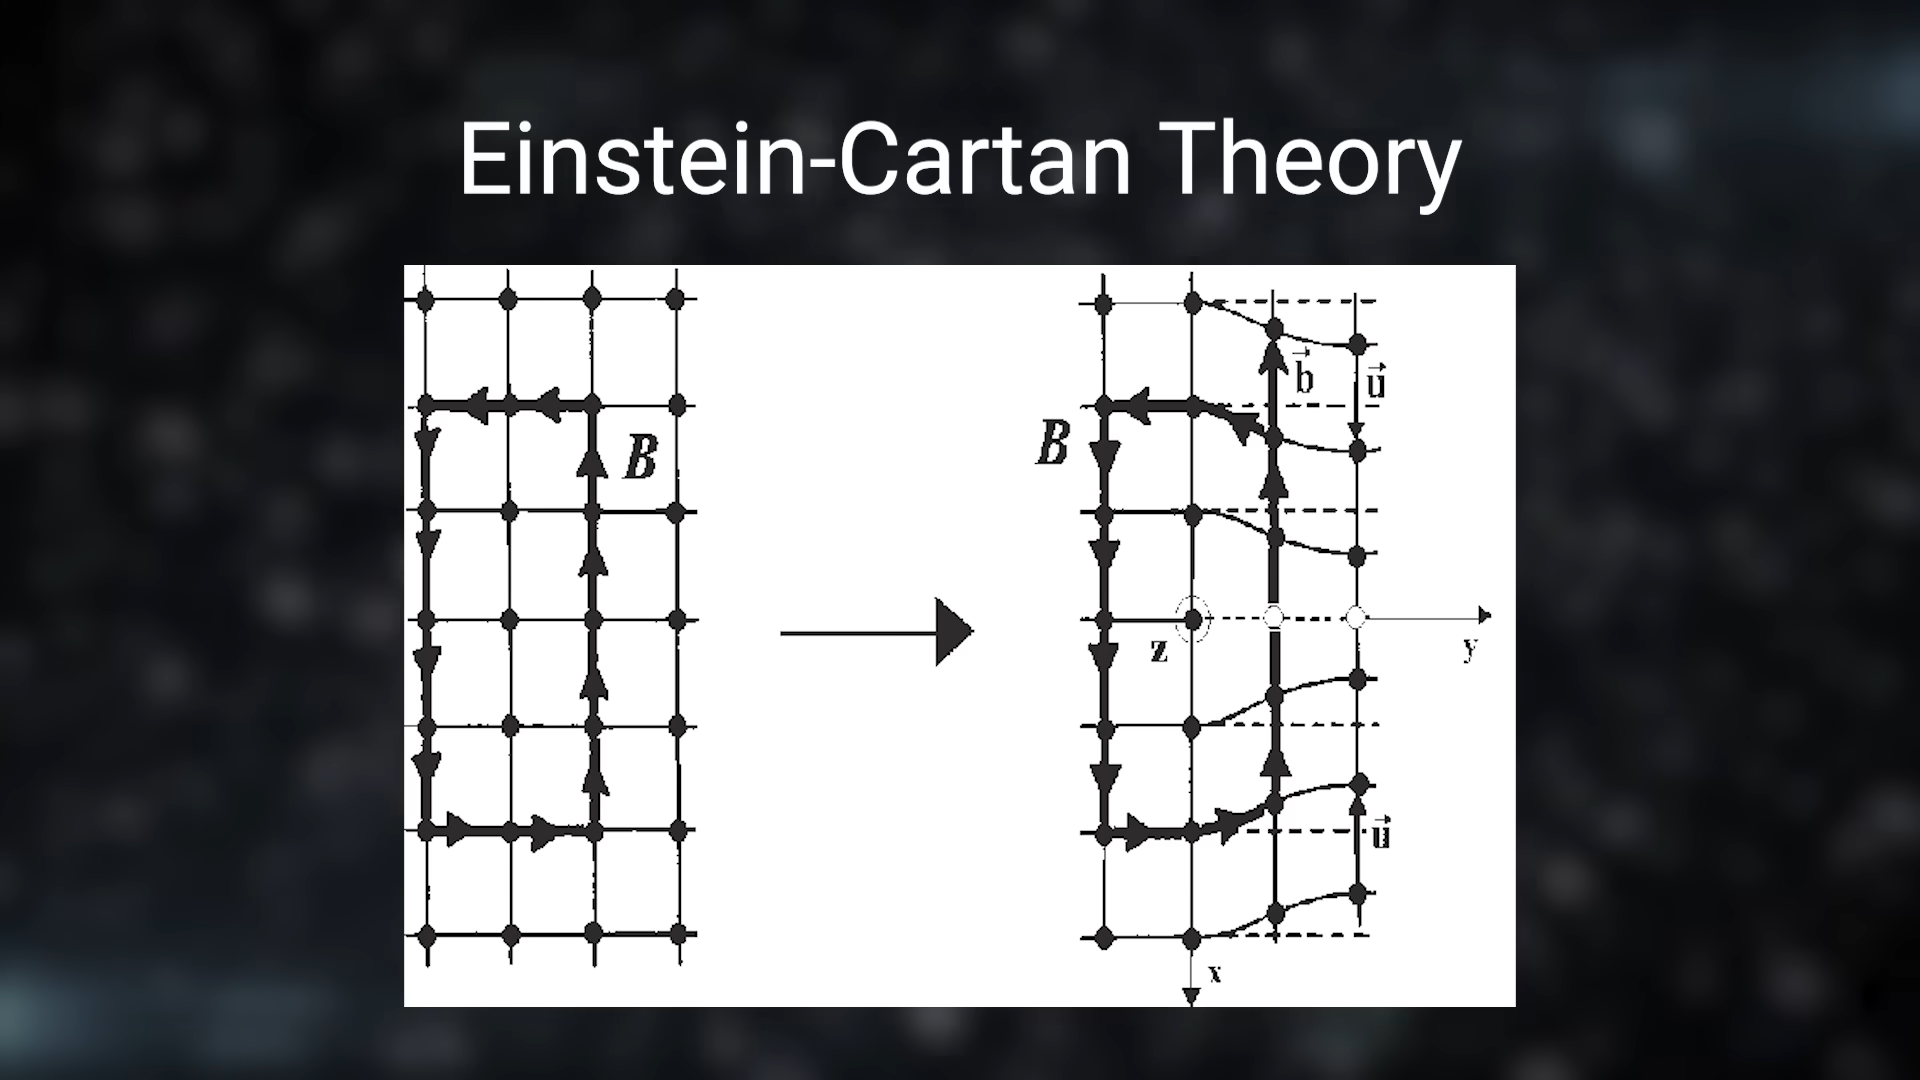 Einstein-Cartan Theory
B
B
b⃗
u⃗
z
y
u⃗
x